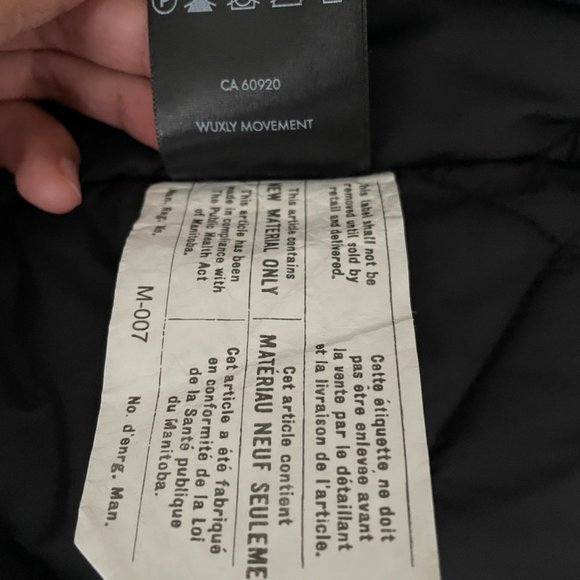 CA 60920
WUXLY MOVEMENT
This label shall not be
removed until sold by
retail and delivered.
This article contains
NEW MATERIAL ONLY
This article has been
made in compliance with
The Public Health Act
of Manitoba.
Man. Reg. No.
Cette étiquette ne doit
pas être enlevée avant
la vente par le détaillant
et la livraison de l'article.
Cet article contient
MATÉRIAU NEUF SEULEME
Cet article a été fabriqué
en conformité de la Loi
de la Santé publique
du Manitoba.
M-007
No. d'enrg. Man.